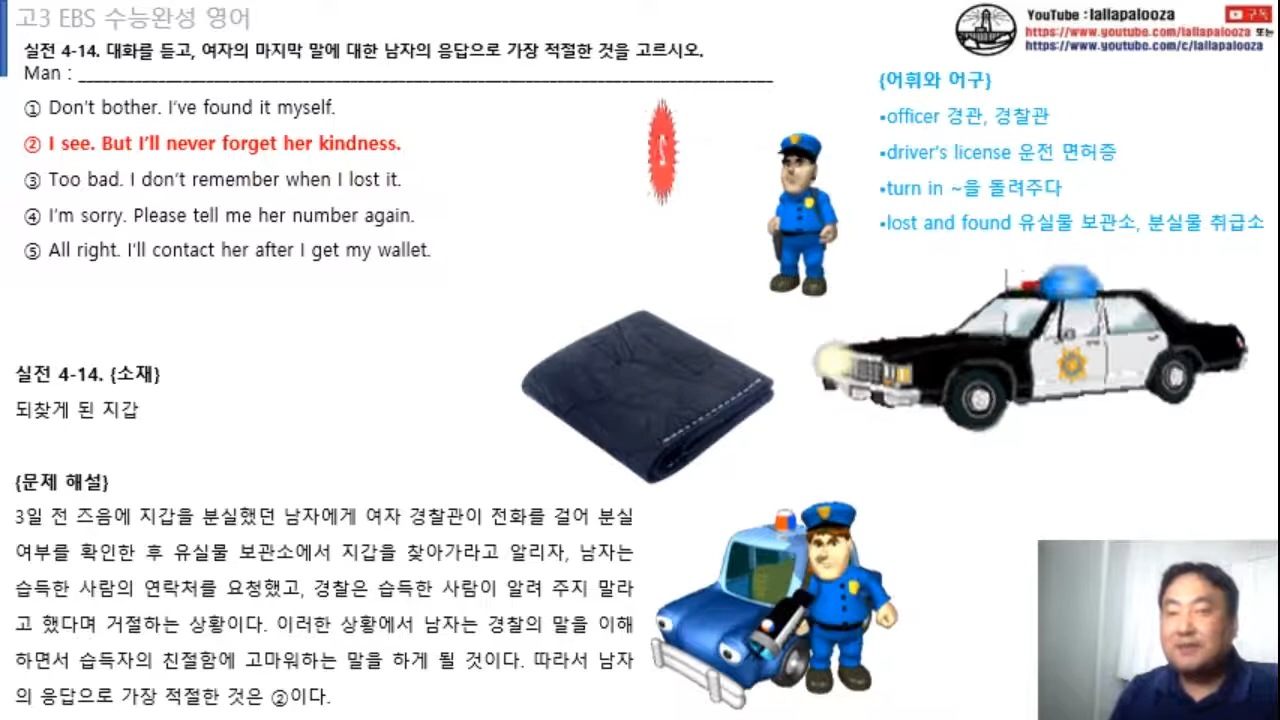 고3 EBS 수능완성 영어
YouTube : lallapalooza
구독
https://www.youtube.com/lallapalooza 또는
https://www.youtube.com/c/lallapalooza
실전 4-14. 대화를 듣고, 여자의 마지막 말에 대한 남자의 응답으로 가장 적절한 것을 고르시오.
Man : ________________________________________________________________
① Don't bother. I've found it myself.
② I see. But I'll never forget her kindness.
③ Too bad. I don't remember when I lost it.
④ I'm sorry. Please tell me her number again.
⑤ All right. I'll contact her after I get my wallet.
2
{어휘와 어구}
▪officer 경관, 경찰관
▪driver's license 운전 면허증
▪turn in ~을 돌려주다
▪lost and found 유실물 보관소, 분실물 취급소
실전 4-14. {소재}
되찾게 된 지갑
{문제 해설}
3일 전 즈음에 지갑을 분실했던 남자에게 여자 경찰관이 전화를 걸어 분실
여부를 확인한 후 유실물 보관소에서 지갑을 찾아가라고 알리자, 남자는
습득한 사람의 연락처를 요청했고, 경찰은 습득한 사람이 알려 주지 말라
고 했다며 거절하는 상황이다. 이러한 상황에서 남자는 경찰의 말을 이해
하면서 습득자의 친절함에 고마워하는 말을 하게 될 것이다. 따라서 남자
의 응답으로 가장 적절한 것은 ②이다.